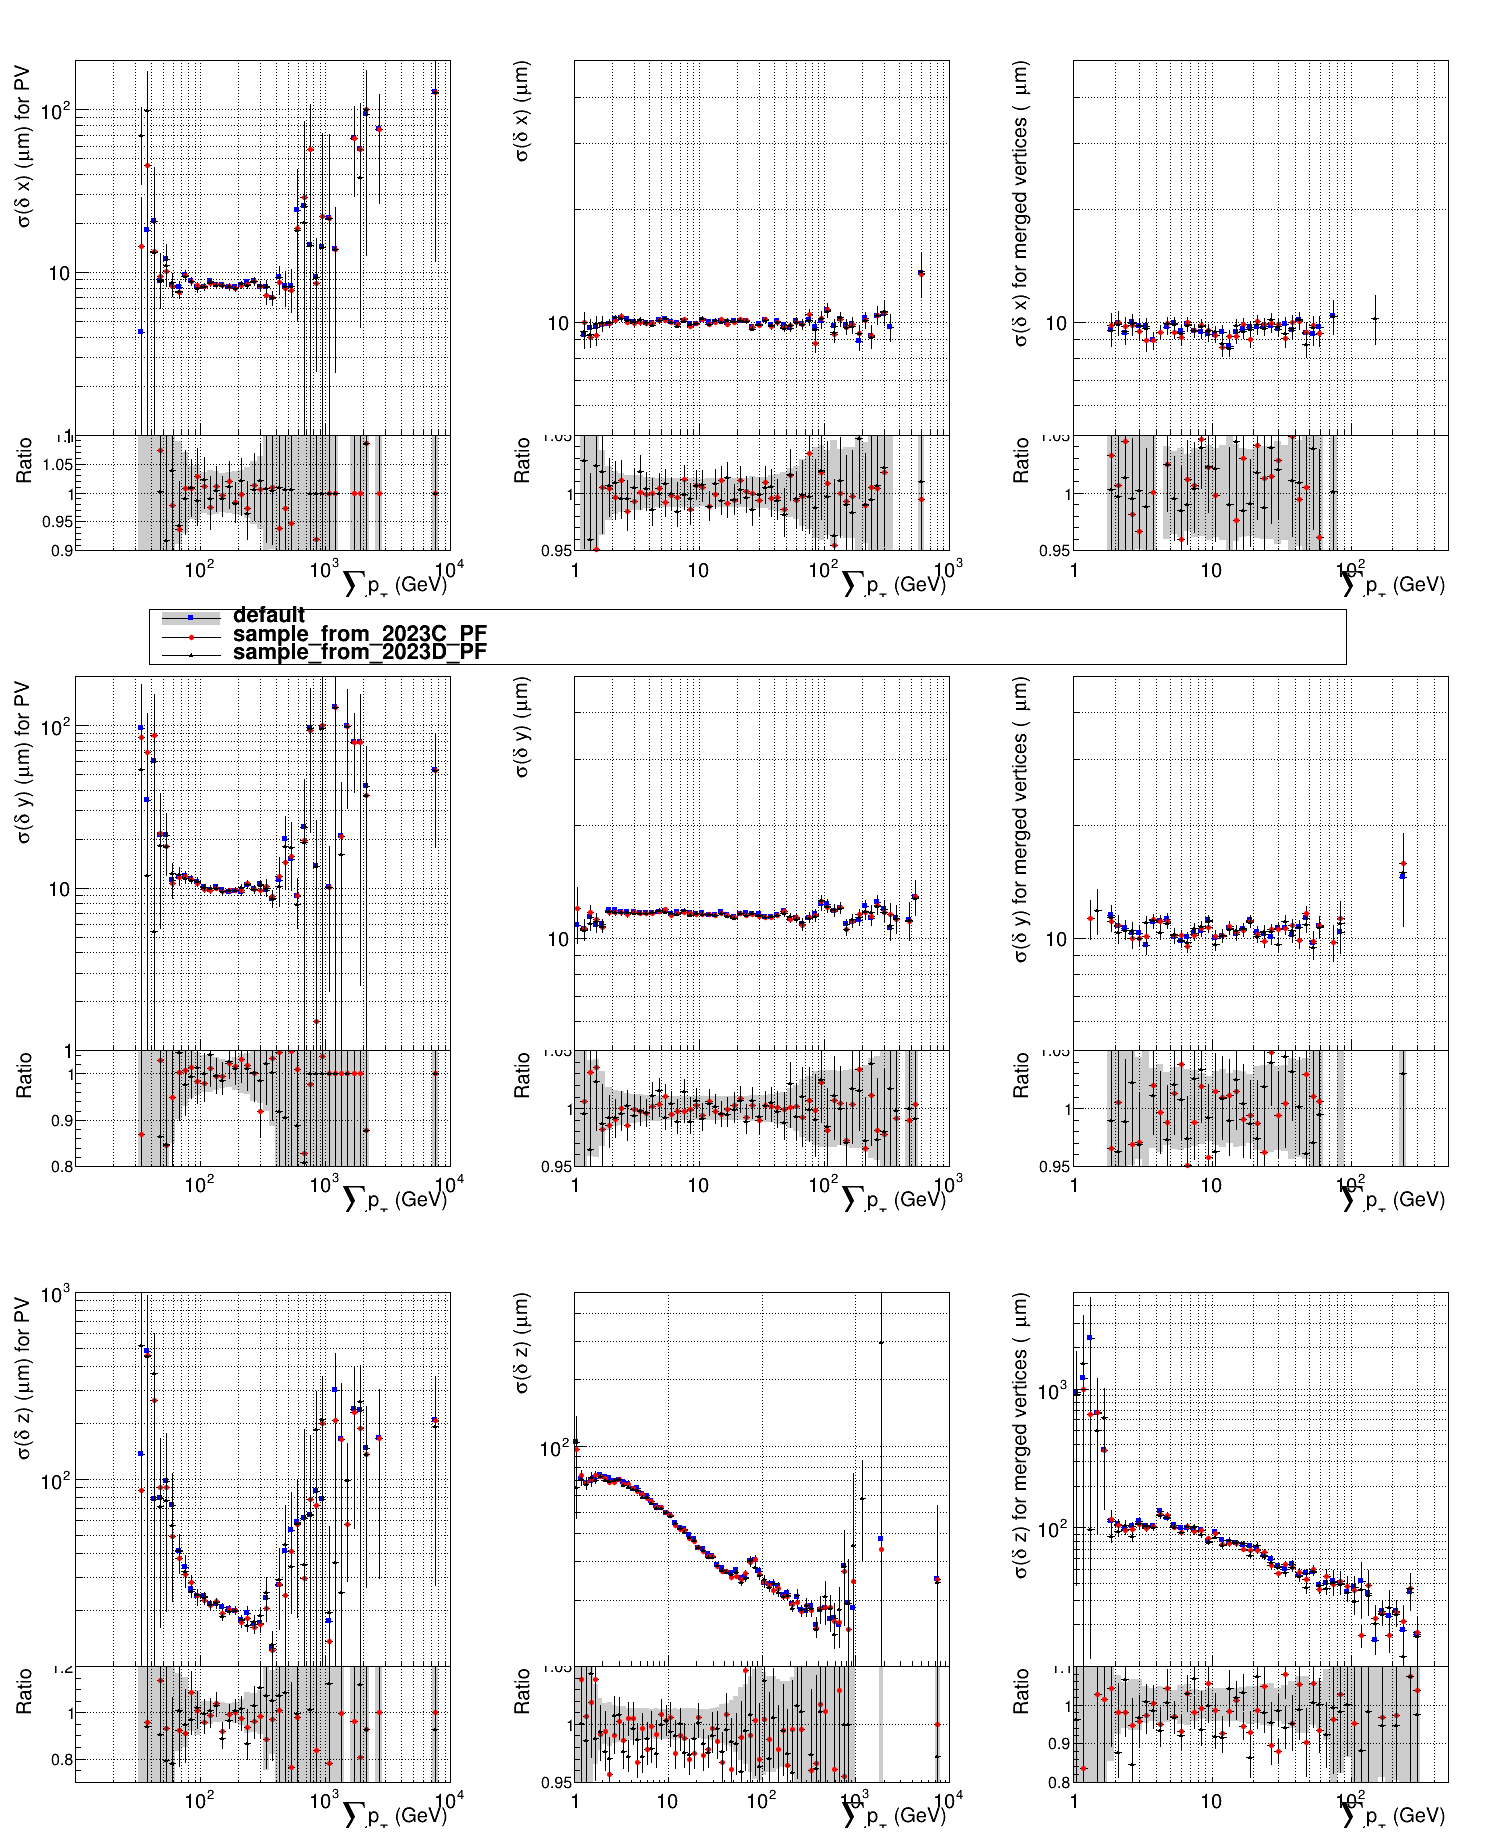 σ(δ x) (μm) for PV
10²
10
1
Ratio
1.1
1.05
1
0.95
0.9
10² 10³ 10⁴
∑ p_T (GeV)
σ(δ x) (μm)
10
Ratio
1.05
1
0.95
1 10 10² 10³
∑ p_T (GeV)
σ(δ x) for merged vertices ( μm)
10
Ratio
1.05
1
0.95
1 10 10²
∑ p_T (GeV)
default
sample_from_2023C_PF
sample_from_2023D_PF
σ(δ y) (μm) for PV
10²
10
1
Ratio
1
0.9
0.8
10² 10³ 10⁴
∑ p_T (GeV)
σ(δ y) (μm)
10
Ratio
1.05
1
0.95
1 10 10² 10³
∑ p_T (GeV)
σ(δ y) for merged vertices ( μm)
10
Ratio
1.05
1
0.95
1 10 10²
∑ p_T (GeV)
σ(δ z) (μm) for PV
10³
10²
Ratio
1.2
1
0.8
10² 10³ 10⁴
∑ p_T (GeV)
σ(δ z) (μm)
10²
Ratio
1.05
1
0.95
1 10 10² 10³ 10⁴
∑ p_T (GeV)
σ(δ z) for merged vertices ( μm)
10³
10²
Ratio
1.1
1
0.9
0.8
1 10 10²
∑ p_T (GeV)